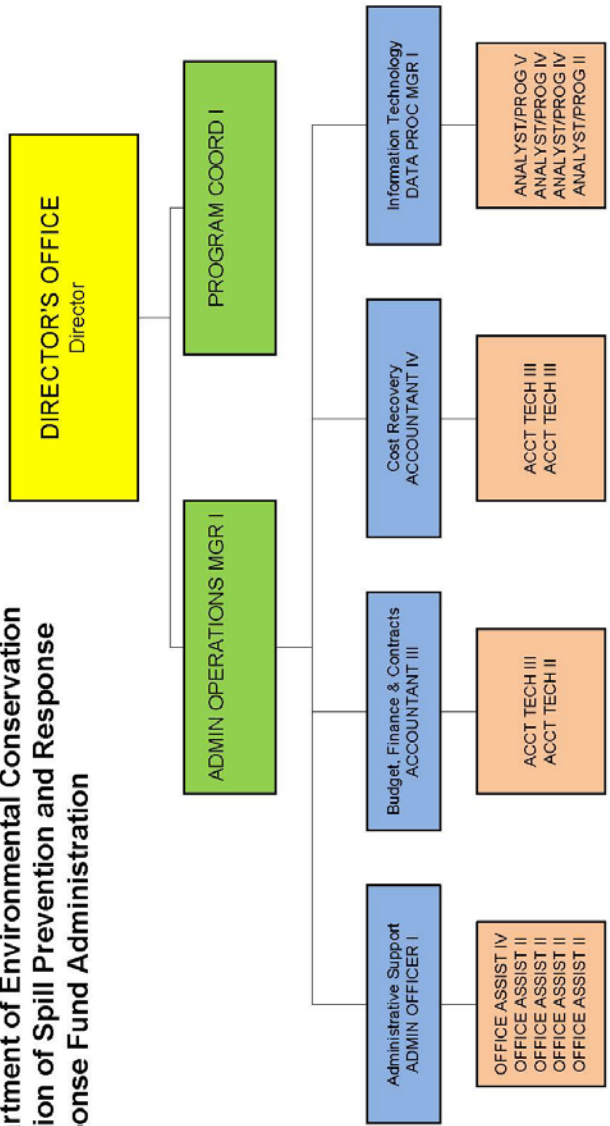 rtment of Environmental Conservation
ion of Spill Prevention and Response
onse Fund Administration
DIRECTOR'S OFFICE
Director
ADMIN OPERATIONS MGR I
PROGRAM COORD I
Administrative Support
ADMIN OFFICER I
Budget, Finance & Contracts
ACCOUNTANT III
Cost Recovery
ACCOUNTANT IV
Information Technology
DATA PROC MGR I
OFFICE ASSIST IV
OFFICE ASSIST II
OFFICE ASSIST II
OFFICE ASSIST II
OFFICE ASSIST II
ACCT TECH III
ACCT TECH II
ACCT TECH III
ACCT TECH III
ANALYST/PROG V
ANALYST/PROG IV
ANALYST/PROG IV
ANALYST/PROG II